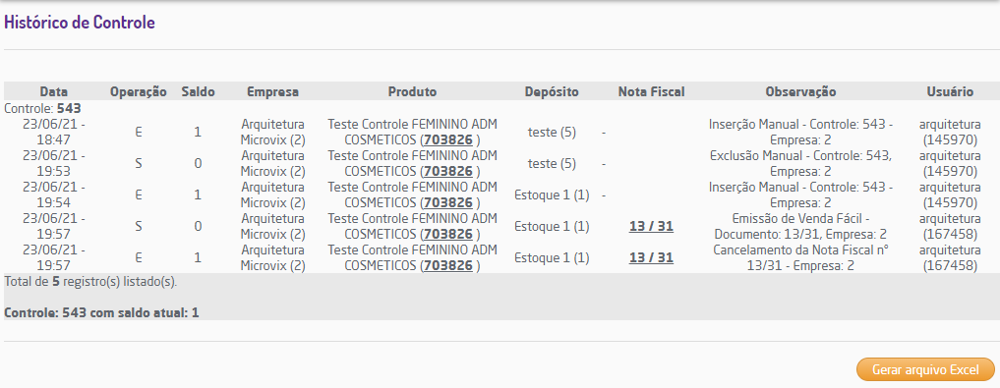 Histórico de Controle
Data Operação Saldo Empresa Produto Depósito Nota Fiscal Observação Usuário
Controle: 543
23/06/21 - 18:47 E 1 Arquitetura Microvix (2) Teste Controle FEMININO ADM COSMETICOS (703826 ) teste (5) - Inserção Manual - Controle: 543 - Empresa: 2 arquitetura (145970)
23/06/21 - 19:53 S 0 Arquitetura Microvix (2) Teste Controle FEMININO ADM COSMETICOS (703826 ) teste (5) - Exclusão Manual - Controle: 543, Empresa: 2 arquitetura (145970)
23/06/21 - 19:54 E 1 Arquitetura Microvix (2) Teste Controle FEMININO ADM COSMETICOS (703826 ) Estoque 1 (1) - Inserção Manual - Controle: 543 - Empresa: 2 arquitetura (145970)
23/06/21 - 19:57 S 0 Arquitetura Microvix (2) Teste Controle FEMININO ADM COSMETICOS (703826 ) Estoque 1 (1) 13 / 31 Emissão de Venda Fácil - Documento: 13/31, Empresa: 2 arquitetura (167458)
23/06/21 - 19:57 E 1 Arquitetura Microvix (2) Teste Controle FEMININO ADM COSMETICOS (703826 ) Estoque 1 (1) 13 / 31 Cancelamento da Nota Fiscal n° 13/31 - Empresa: 2 arquitetura (167458)
Total de 5 registro(s) listado(s).
Controle: 543 com saldo atual: 1
Gerar arquivo Excel